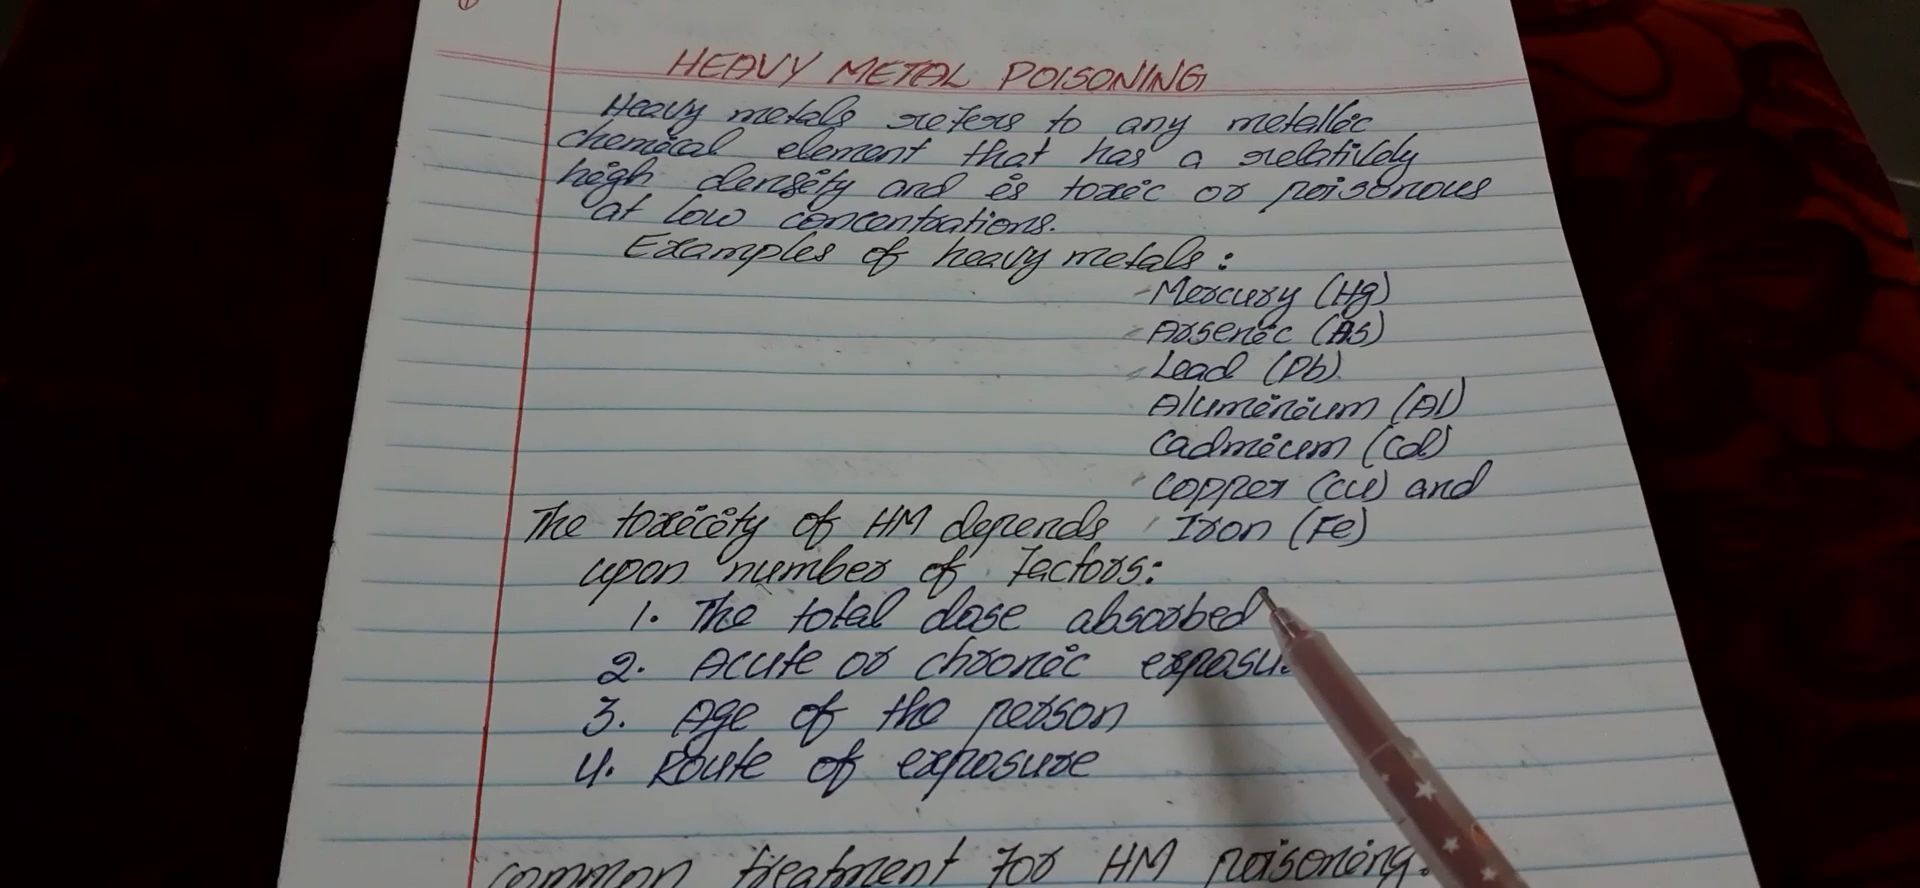 HEAVY METAL POISONING
Heavy metals refers to any metallic
chemical element that has a relatively
high density and is toxic or poisonous
at low concentrations.
Examples of heavy metals :
- Mercury (Hg)
- Arsenic (As)
- Lead (Pb)
Aluminium (Al)
Cadmium (Cd)
Copper (Cu) and
Iron (Fe)
The toxicity of HM depends
upon number of factors:
1. The total dose absorbed
2. Acute or chronic exposu
3. Age of the person
4. Route of exposure
common treatment for HM poisoning.